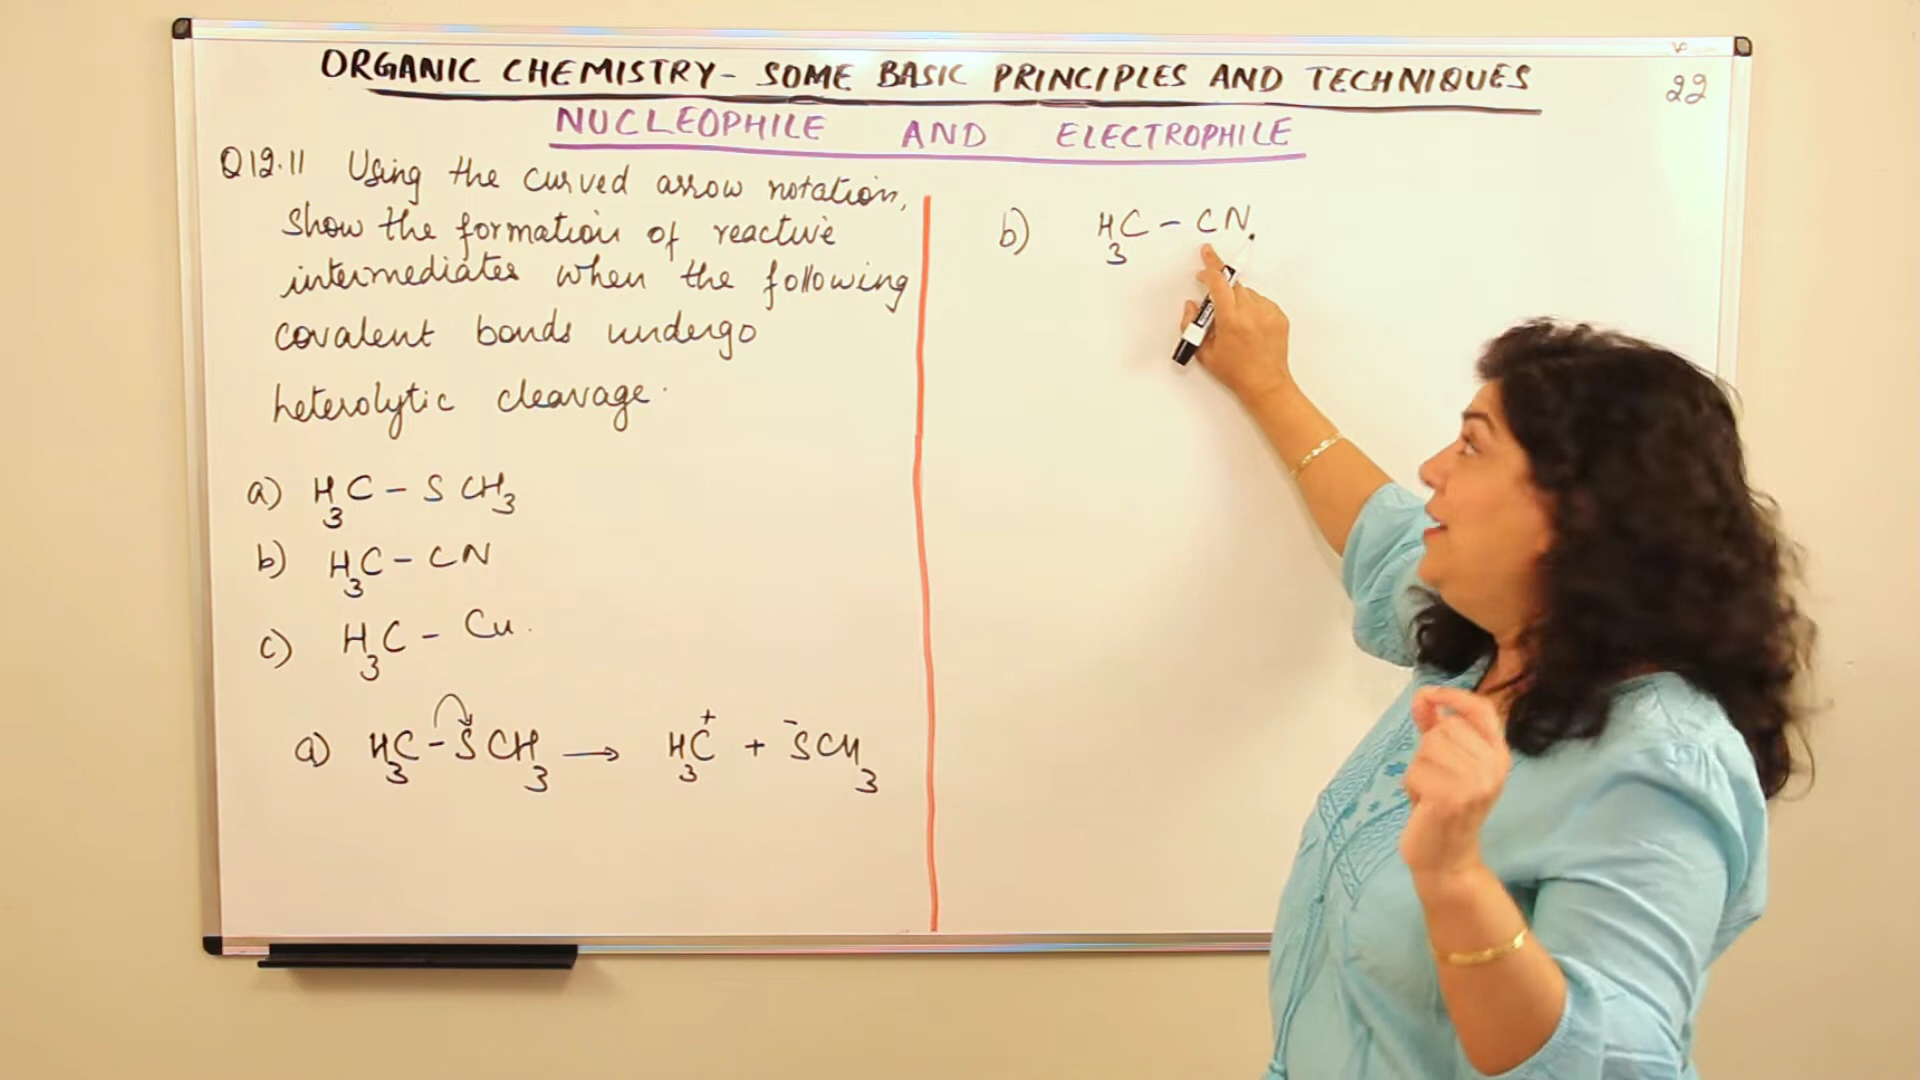 ORGANIC CHEMISTRY - SOME BASIC PRINCIPLES AND TECHNIQUES
22
NUCLEOPHILE AND ELECTROPHILE
Q12.11 Using the curved arrow notation,
show the formation of reactive
intermediates when the following
covalent bonds undergo
heterolytic cleavage.
a) H₃C - SCH₃
b) H₃C - CN
c) H₃C - Cu.
a) H₃C - SCH₃ → H₃C⁺ + ⁻SCH₃
b) H₃C - CN.